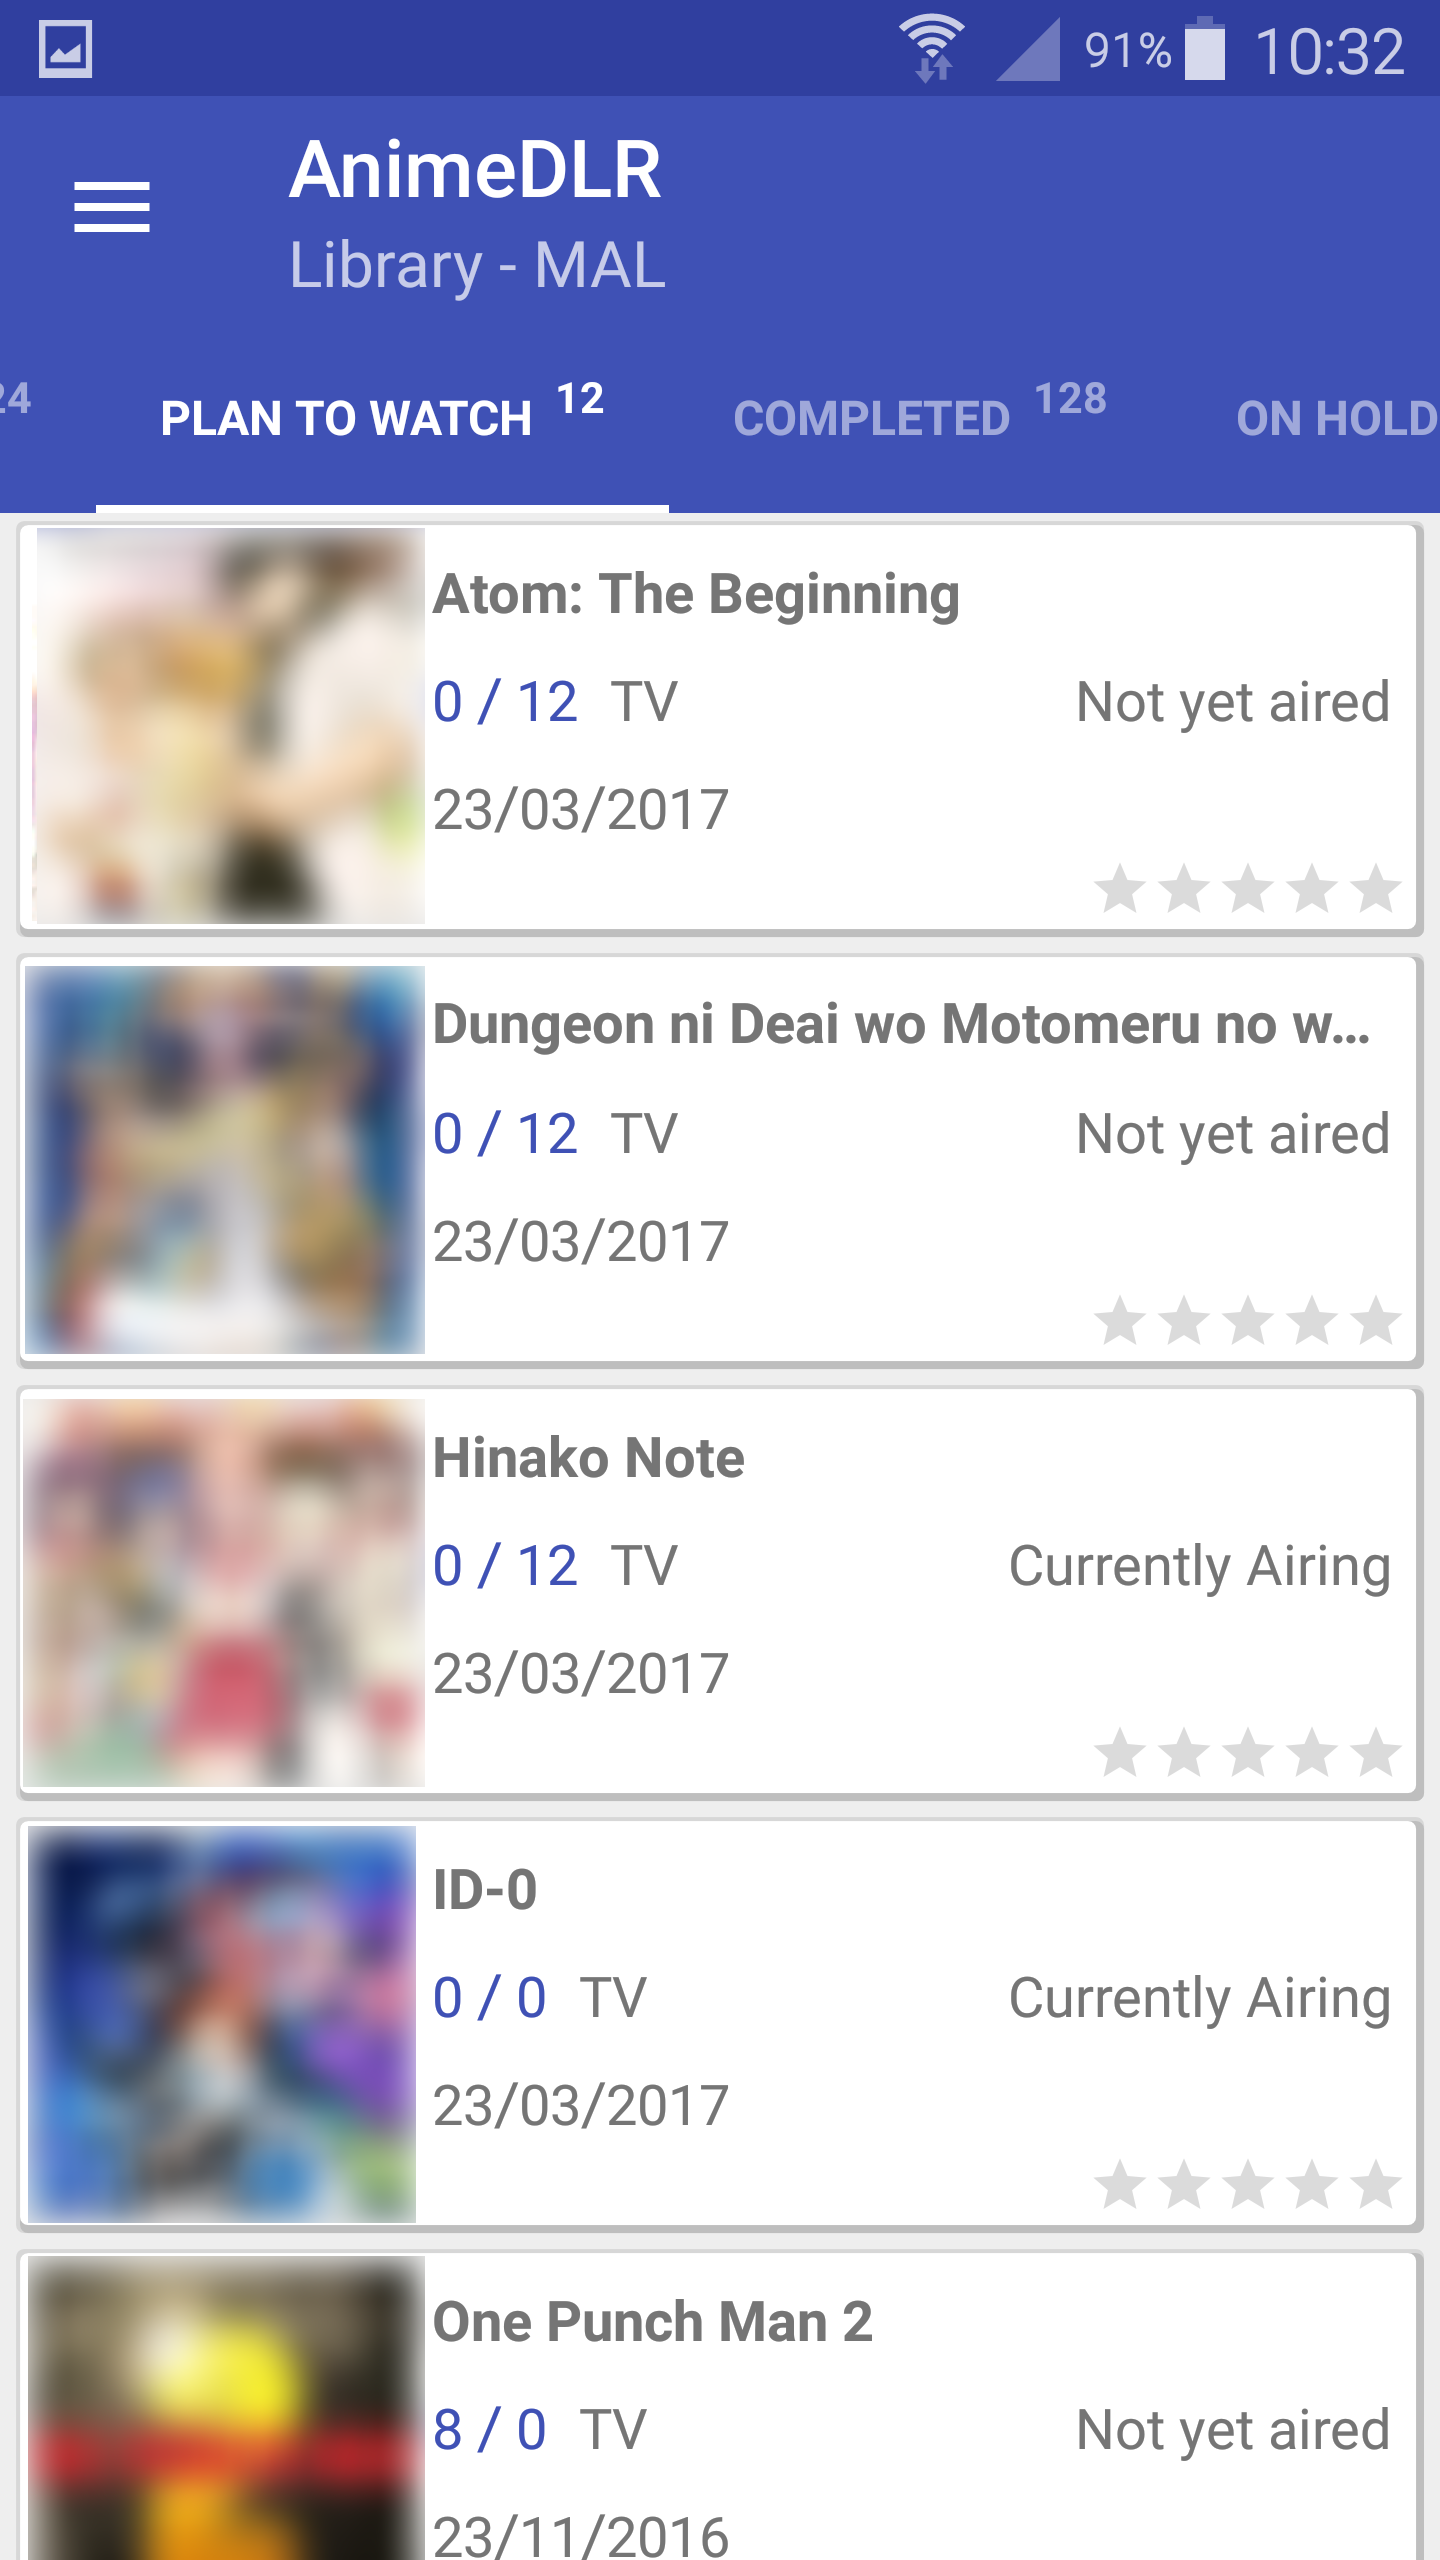 91% 10:32
AnimeDLR
Library - MAL
24 PLAN TO WATCH 12 COMPLETED 128 ON HOLD
Atom: The Beginning
0 / 12 TV Not yet aired
23/03/2017
Dungeon ni Deai wo Motomeru no w...
0 / 12 TV Not yet aired
23/03/2017
Hinako Note
0 / 12 TV Currently Airing
23/03/2017
ID-0
0 / 0 TV Currently Airing
23/03/2017
One Punch Man 2
8 / 0 TV Not yet aired
23/11/2016